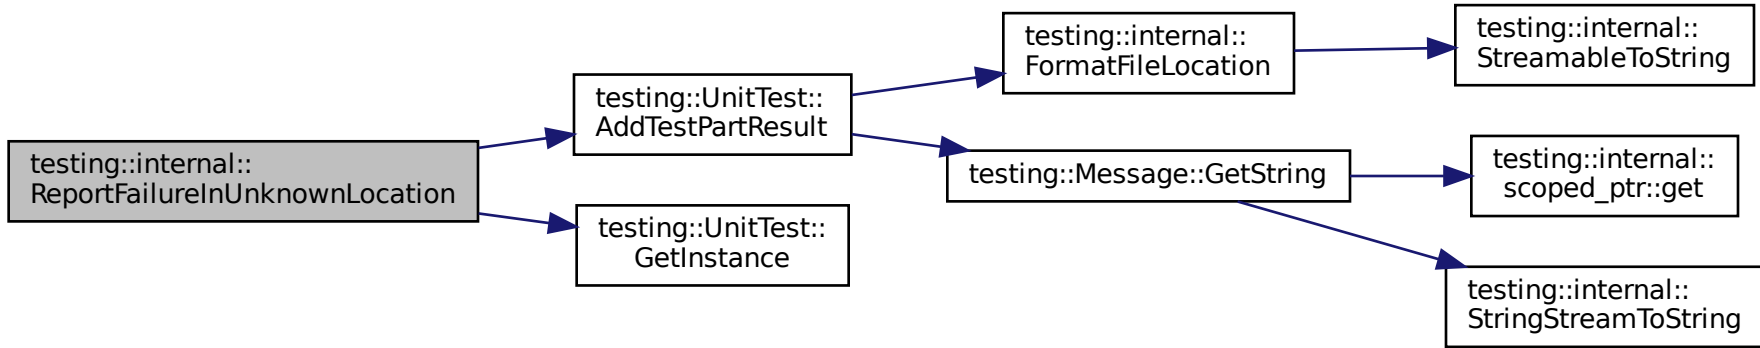 testing::internal::
ReportFailureInUnknownLocation
testing::UnitTest::
AddTestPartResult
testing::internal::
FormatFileLocation
testing::internal::
StreamableToString
testing::Message::GetString
testing::internal::
scoped_ptr::get
testing::internal::
StringStreamToString
testing::UnitTest::
GetInstance